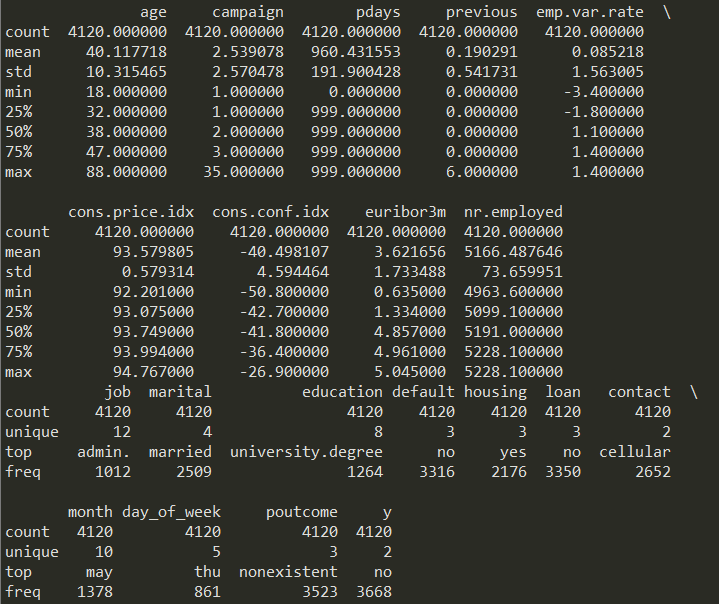 age campaign pdays previous emp.var.rate \
count 4120.000000 4120.000000 4120.000000 4120.000000 4120.000000
mean 40.117718 2.539078 960.431553 0.190291 0.085218
std 10.315465 2.570478 191.900428 0.541731 1.563005
min 18.000000 1.000000 0.000000 0.000000 -3.400000
25% 32.000000 1.000000 999.000000 0.000000 -1.800000
50% 38.000000 2.000000 999.000000 0.000000 1.100000
75% 47.000000 3.000000 999.000000 0.000000 1.400000
max 88.000000 35.000000 999.000000 6.000000 1.400000
cons.price.idx cons.conf.idx euribor3m nr.employed
count 4120.000000 4120.000000 4120.000000 4120.000000
mean 93.579805 -40.498107 3.621656 5166.487646
std 0.579314 4.594464 1.733488 73.659951
min 92.201000 -50.800000 0.635000 4963.600000
25% 93.075000 -42.700000 1.334000 5099.100000
50% 93.749000 -41.800000 4.857000 5191.000000
75% 93.994000 -36.400000 4.961000 5228.100000
max 94.767000 -26.900000 5.045000 5228.100000
job marital education default housing loan contact \
count 4120 4120 4120 4120 4120 4120 4120
unique 12 4 8 3 3 3 2
top admin. married university.degree no yes no cellular
freq 1012 2509 1264 3316 2176 3350 2652
month day_of_week poutcome y
count 4120 4120 4120 4120
unique 10 5 3 2
top may thu nonexistent no
freq 1378 861 3523 3668